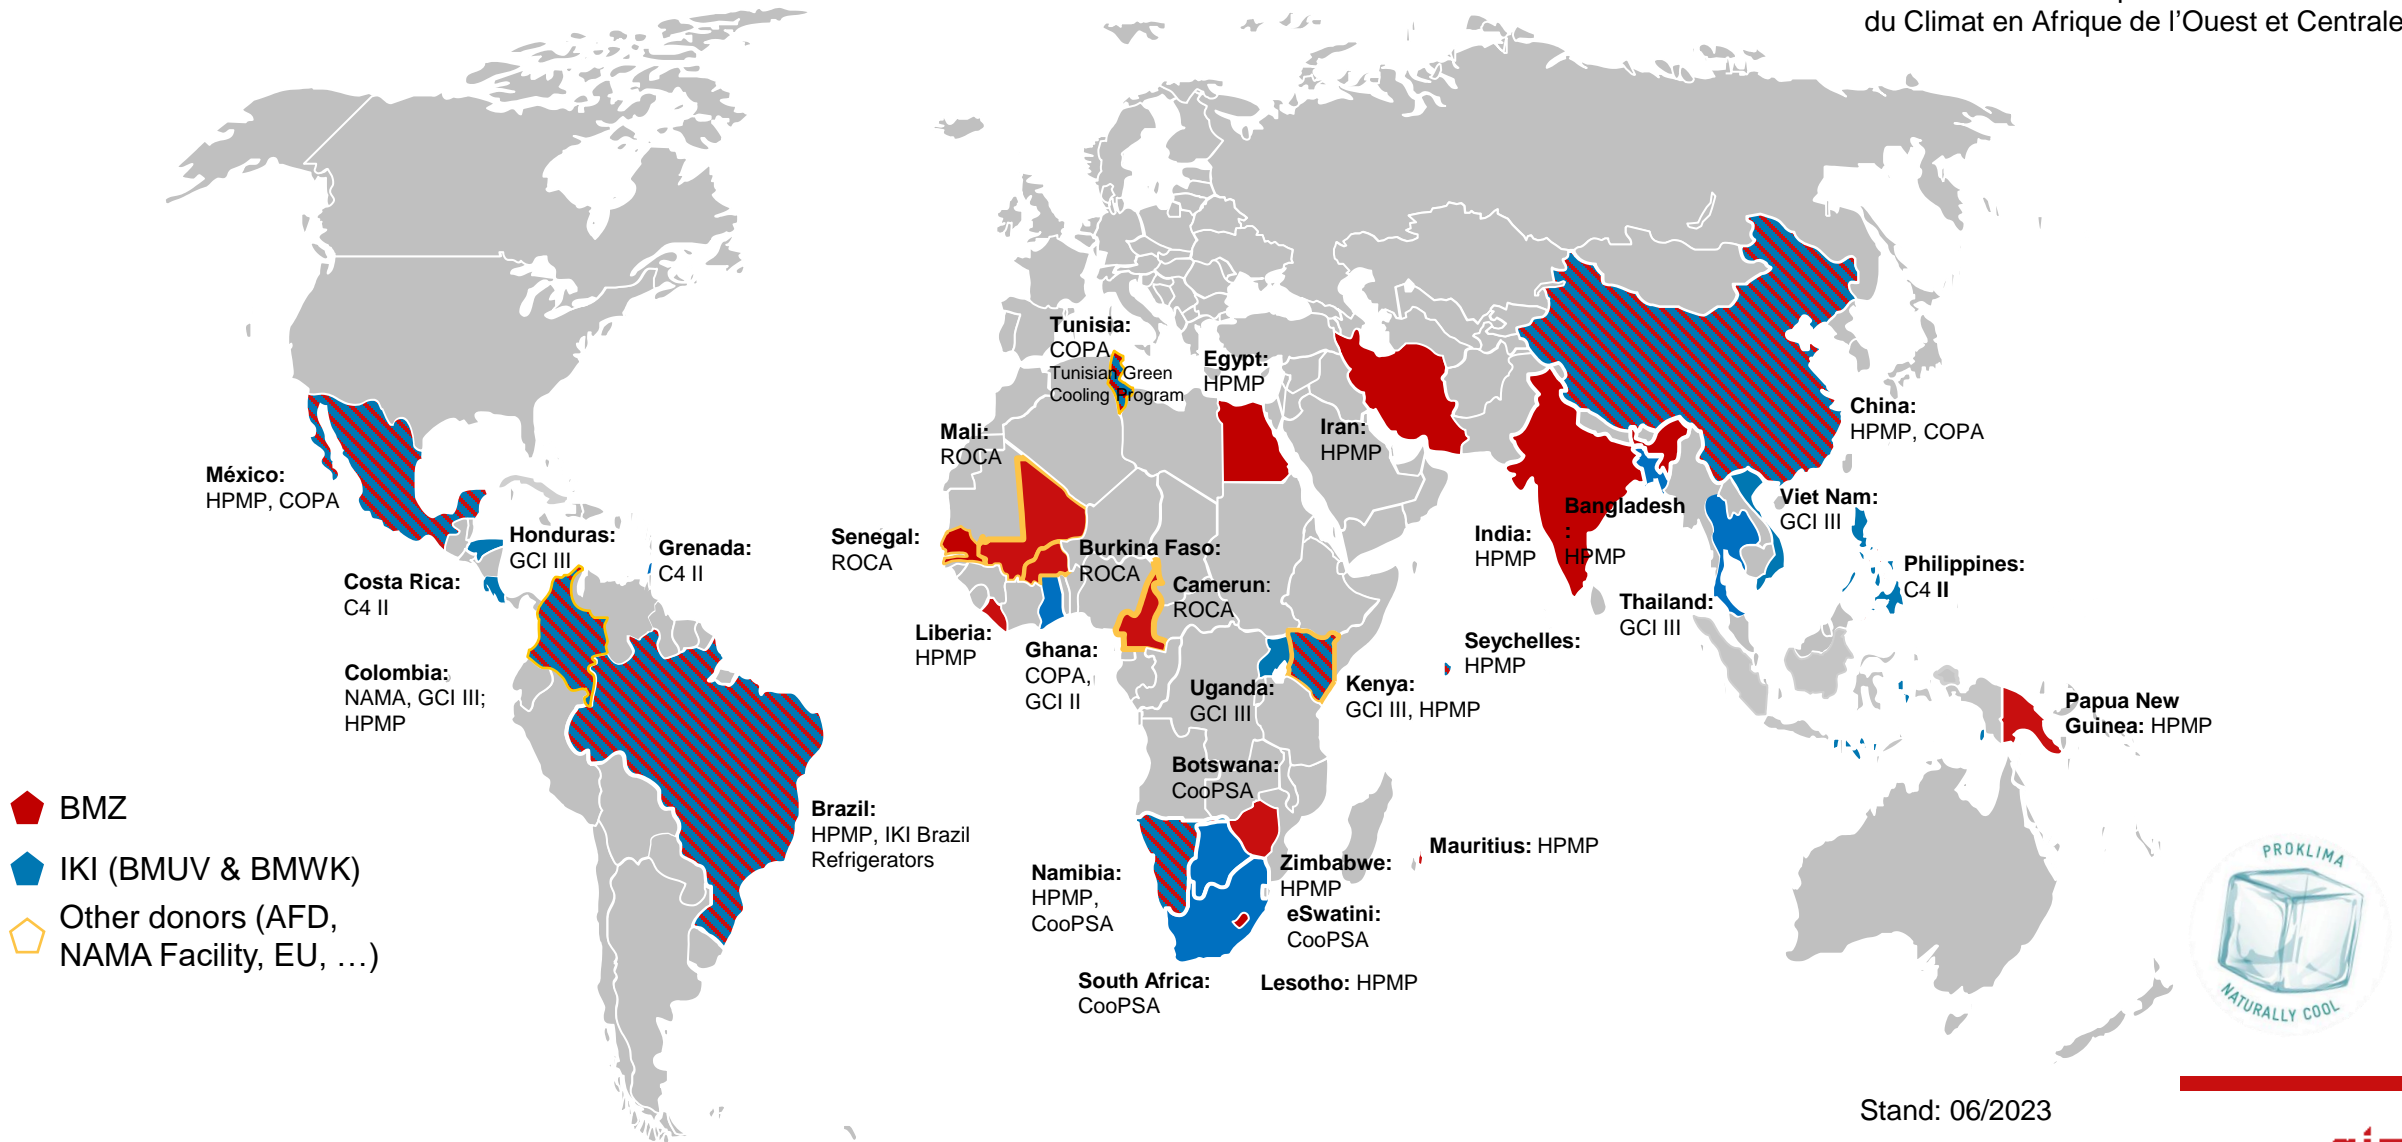 du Climat en Afrique de l'Ouest et Centrale
Tunisia:
COPA
Tunisian Green
Cooling Program
Egypt:
HPMP
Mali:
ROCA
Iran:
HPMP
China:
HPMP, COPA
México:
HPMP, COPA
Honduras:
GCI III
Grenada:
C4 II
Senegal:
ROCA
Burkina Faso:
ROCA
Camerun:
ROCA
India:
HPMP
Bangladesh
:
HPMP
Viet Nam:
GCI III
Philippines:
C4 II
Costa Rica:
C4 II
Thailand:
GCI III
Liberia:
HPMP
Ghana:
COPA,
GCI II
Uganda:
GCI III
Kenya:
GCI III, HPMP
Seychelles:
HPMP
Colombia:
NAMA, GCI III;
HPMP
Papua New
Guinea: HPMP
Botswana:
CooPSA
Brazil:
HPMP, IKI Brazil
Refrigerators
Mauritius: HPMP
Namibia:
HPMP,
CooPSA
Zimbabwe:
HPMP
eSwatini:
CooPSA
South Africa:
CooPSA
Lesotho: HPMP
BMZ
IKI (BMUV & BMWK)
Other donors (AFD,
NAMA Facility, EU, …)
PROKLIMA
NATURALLY COOL
Stand: 06/2023